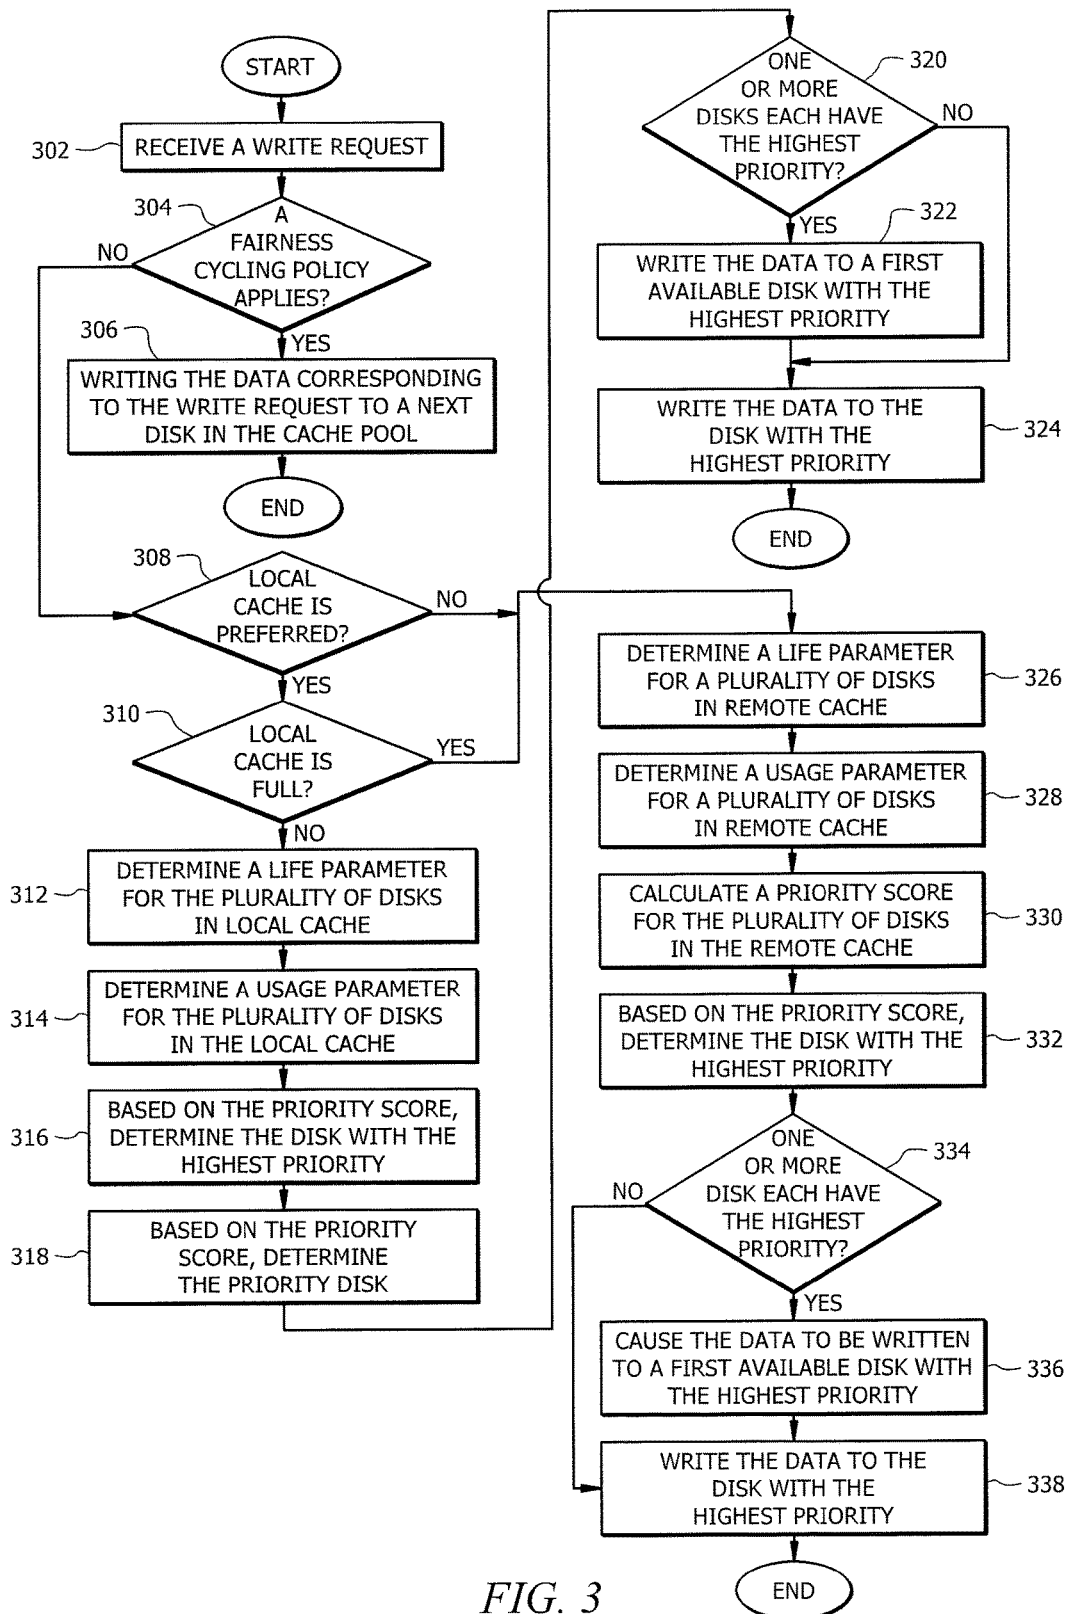 START
302
RECEIVE A WRITE REQUEST
304
A
FAIRNESS
CYCLING POLICY
APPLIES?
NO
YES
306
WRITING THE DATA CORRESPONDING
TO THE WRITE REQUEST TO A NEXT
DISK IN THE CACHE POOL
END
308
LOCAL
CACHE IS
PREFERRED?
NO
YES
310
LOCAL
CACHE IS
FULL?
YES
NO
312
DETERMINE A LIFE PARAMETER
FOR THE PLURALITY OF DISKS
IN LOCAL CACHE
314
DETERMINE A USAGE PARAMETER
FOR THE PLURALITY OF DISKS
IN THE LOCAL CACHE
316
BASED ON THE PRIORITY SCORE,
DETERMINE THE DISK WITH THE
HIGHEST PRIORITY
318
BASED ON THE PRIORITY
SCORE, DETERMINE
THE PRIORITY DISK
320
ONE
OR MORE
DISKS EACH HAVE
THE HIGHEST
PRIORITY?
NO
YES
322
WRITE THE DATA TO A FIRST
AVAILABLE DISK WITH THE
HIGHEST PRIORITY
WRITE THE DATA TO THE
DISK WITH THE
HIGHEST PRIORITY
324
END
DETERMINE A LIFE PARAMETER
FOR A PLURALITY OF DISKS
IN REMOTE CACHE
326
DETERMINE A USAGE PARAMETER
FOR A PLURALITY OF DISKS
IN REMOTE CACHE
328
CALCULATE A PRIORITY SCORE
FOR THE PLURALITY OF DISKS
IN THE REMOTE CACHE
330
BASED ON THE PRIORITY SCORE,
DETERMINE THE DISK WITH THE
HIGHEST PRIORITY
332
ONE
OR MORE
DISK EACH HAVE
THE HIGHEST
PRIORITY?
334
NO
YES
CAUSE THE DATA TO BE WRITTEN
TO A FIRST AVAILABLE DISK WITH
THE HIGHEST PRIORITY
336
WRITE THE DATA TO THE
DISK WITH THE
HIGHEST PRIORITY
338
END
FIG. 3